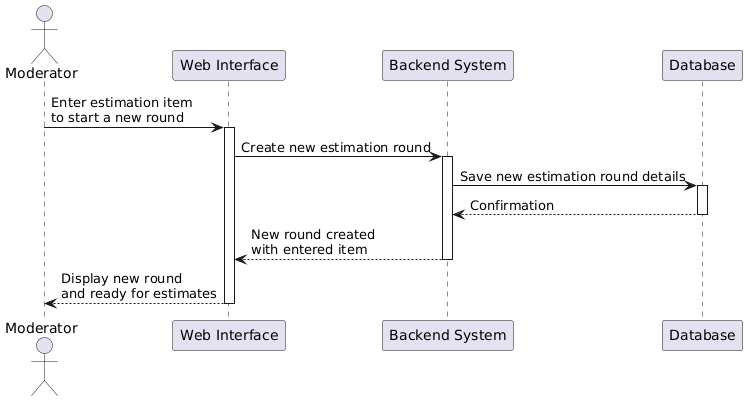 Moderator
Web Interface
Backend System
Database
Enter estimation item
to start a new round
Create new estimation round
Save new estimation round details
Confirmation
New round created
with entered item
Display new round
and ready for estimates
Moderator
Web Interface
Backend System
Database